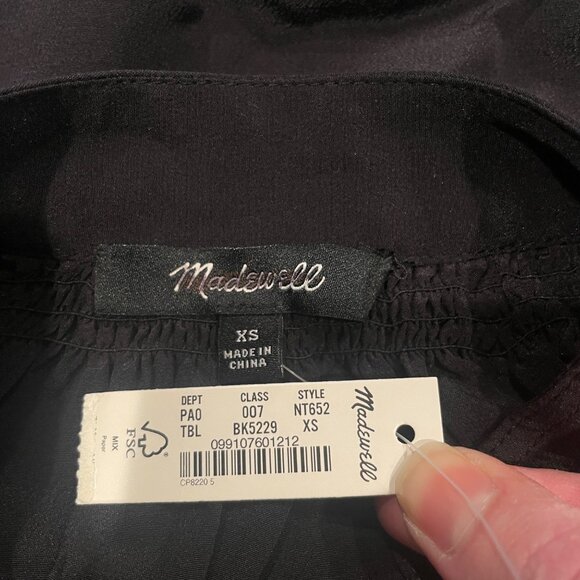 Madewell
XS
MADE IN
CHINA
DEPT CLASS STYLE
PAO 007 NT652
TBL BK5229 XS
099107601212
CP8220 5
FSC
MIX
Paper
Madewell